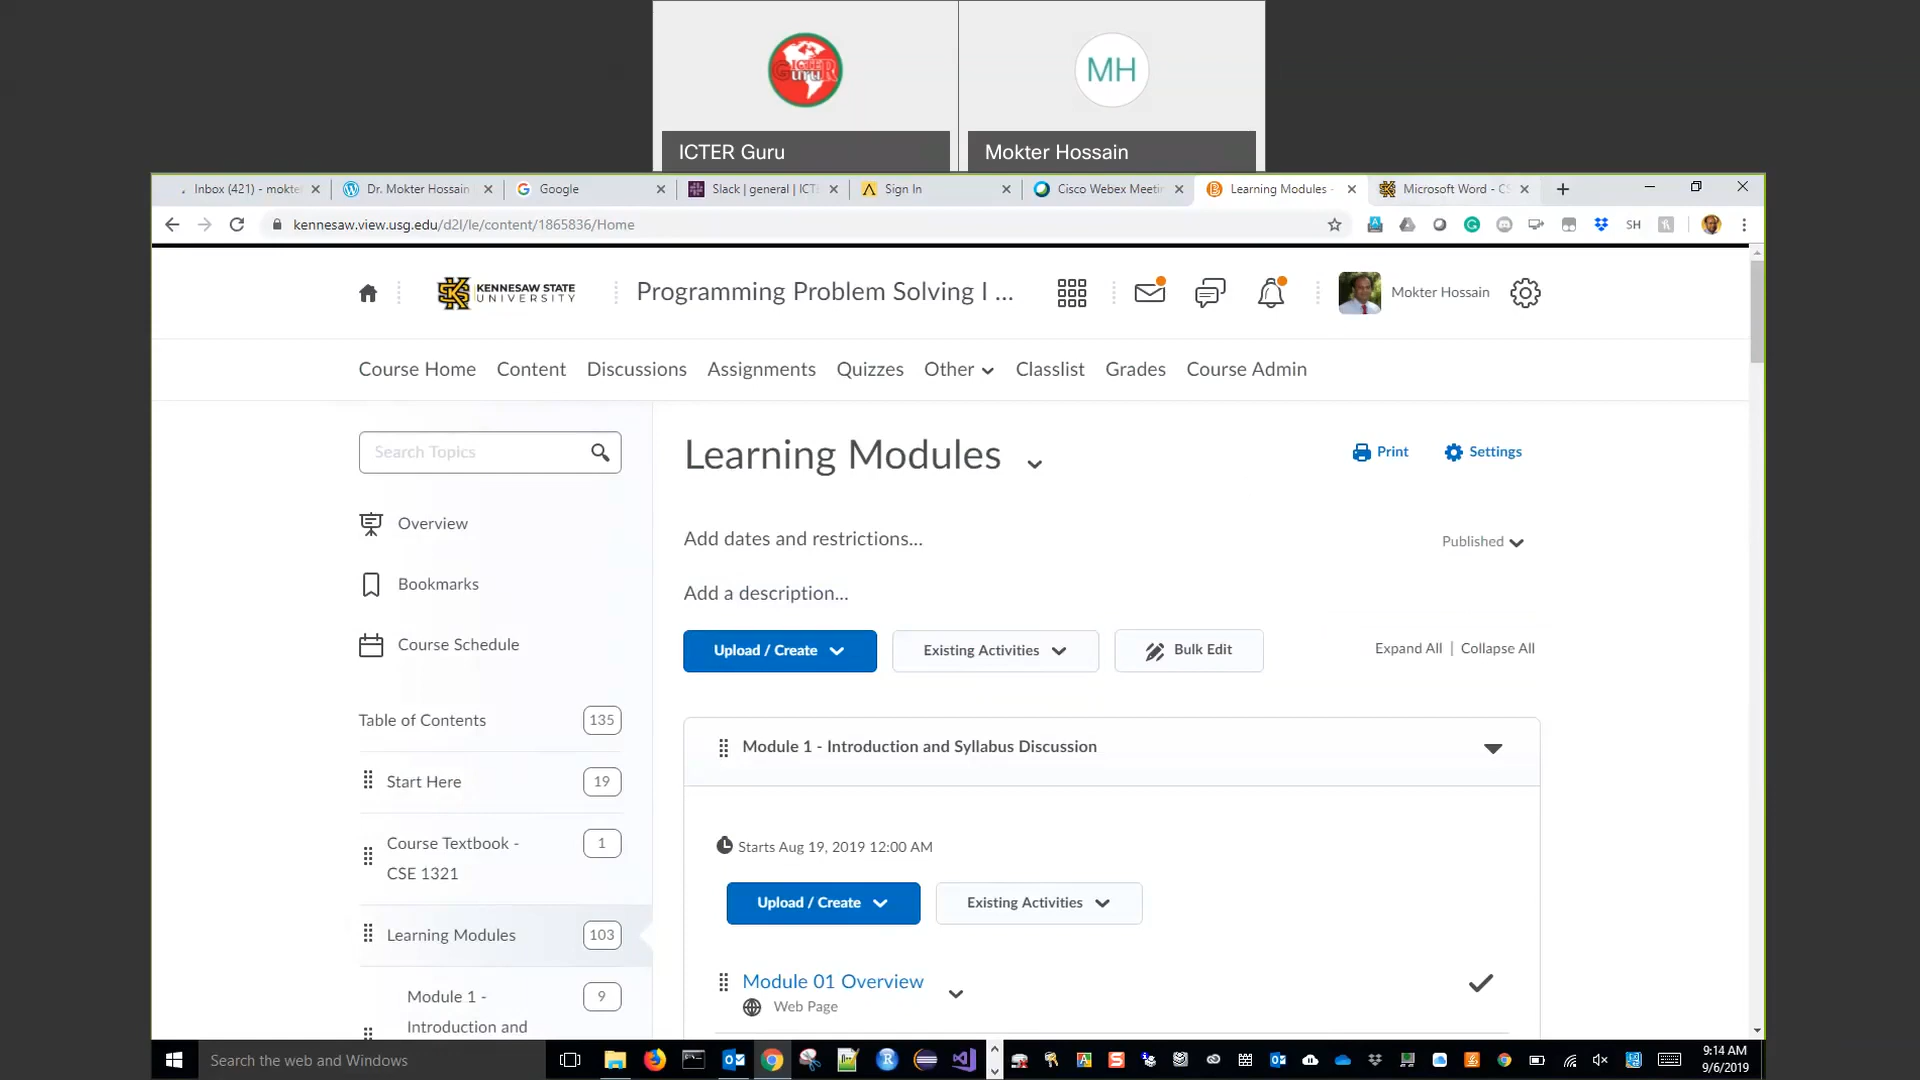 ICTER Guru
MH
Mokter Hossain
Inbox (421) - mokte
Dr. Mokter Hossain
Google
Slack | general | ICT
Sign In
Cisco Webex Meetin
Learning Modules -
Microsoft Word - CS
kennesaw.view.usg.edu/d2l/le/content/1865836/Home
SH
KENNESAW STATE
UNIVERSITY
Programming Problem Solving I ...
Mokter Hossain
Course Home
Content
Discussions
Assignments
Quizzes
Other
Classlist
Grades
Course Admin
Search Topics
Overview
Bookmarks
Course Schedule
Table of Contents 135
Start Here 19
Course Textbook - 1
CSE 1321
Learning Modules 103
Module 1 - 9
Introduction and
Learning Modules
Print
Settings
Add dates and restrictions...
Published
Add a description...
Upload / Create
Existing Activities
Bulk Edit
Expand All | Collapse All
Module 1 - Introduction and Syllabus Discussion
Starts Aug 19, 2019 12:00 AM
Upload / Create
Existing Activities
Module 01 Overview
Web Page
Search the web and Windows
9:14 AM
9/6/2019